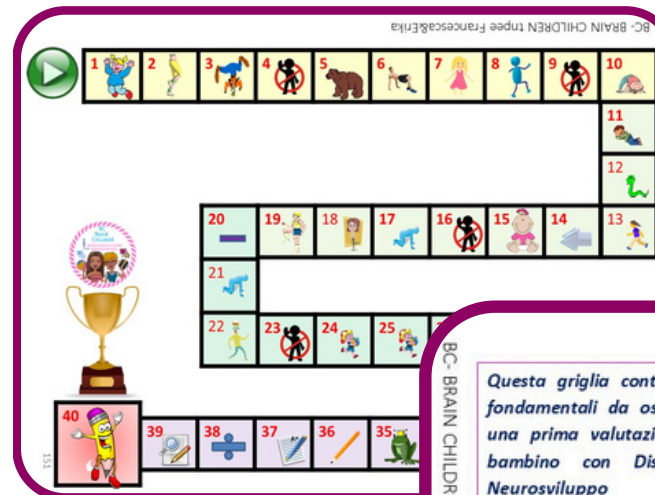 BC- BRAIN CHILDREN tnpee Francesca&Erika
1 2 3 4 5 6 7 8 9 10
11
12
20 19 18 17 16 15 14 13
21
22 23 24 25
40 39 38 37 36 35
151
BC- BRAIN CHILDR
Questa griglia cont
fondamentali da os
una prima valutazi
bambino con Dis
Neurosviluppo